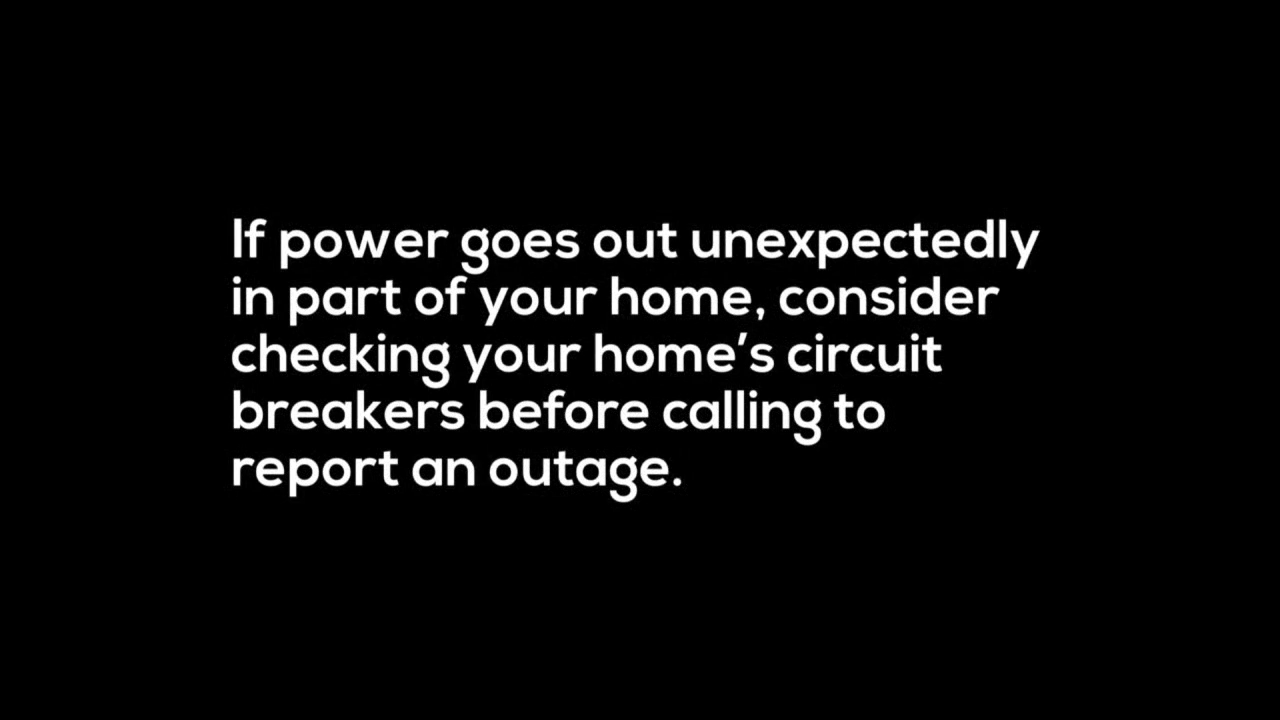 If power goes out unexpectedly
in part of your home, consider
checking your home's circuit
breakers before calling to
report an outage.